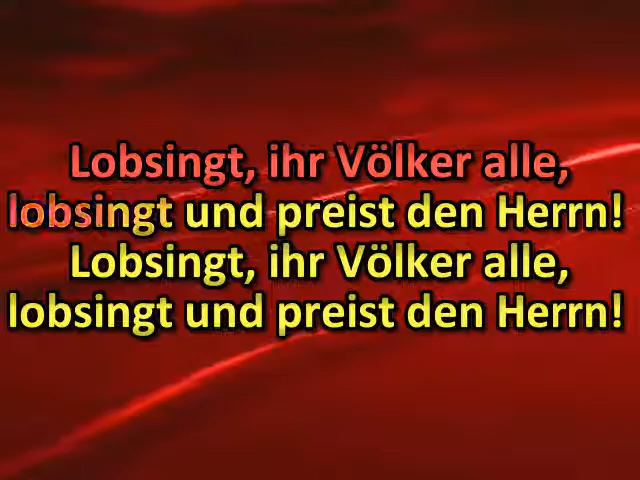 Lobsingt, ihr Völker alle,
lobsingt und preist den Herrn!
Lobsingt, ihr Völker alle,
lobsingt und preist den Herrn!